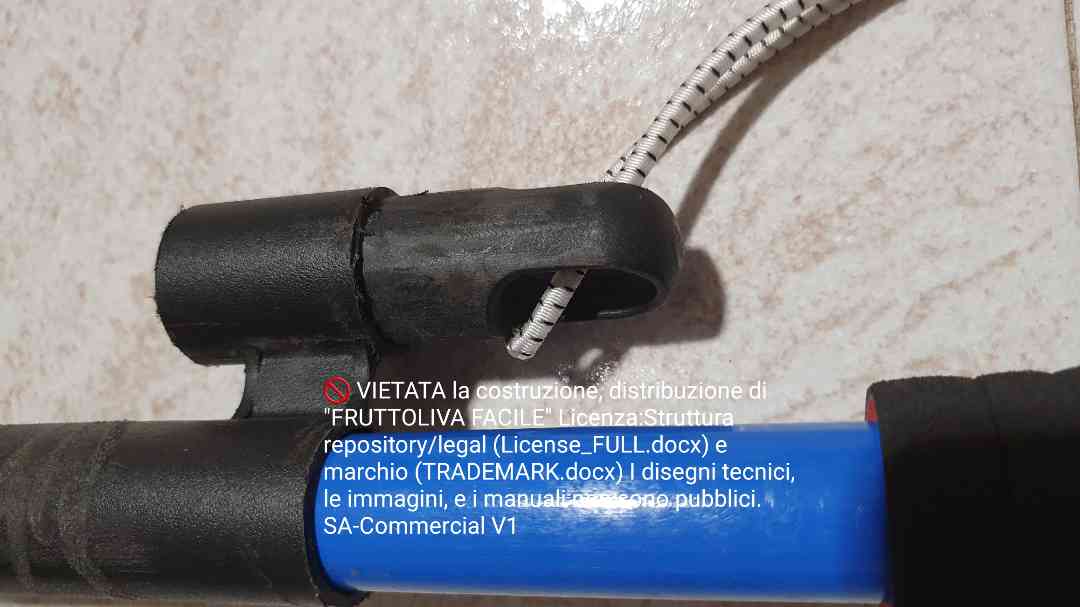 🚫 VIETATA la costruzione, distribuzione di
"FRUTTOLIVA FACILE" Licenza:Struttura
repository/legal (License_FULL.docx) e
marchio (TRADEMARK.docx) I disegni tecnici,
le immagini, e i manuali non sono pubblici.
SA-Commercial V1